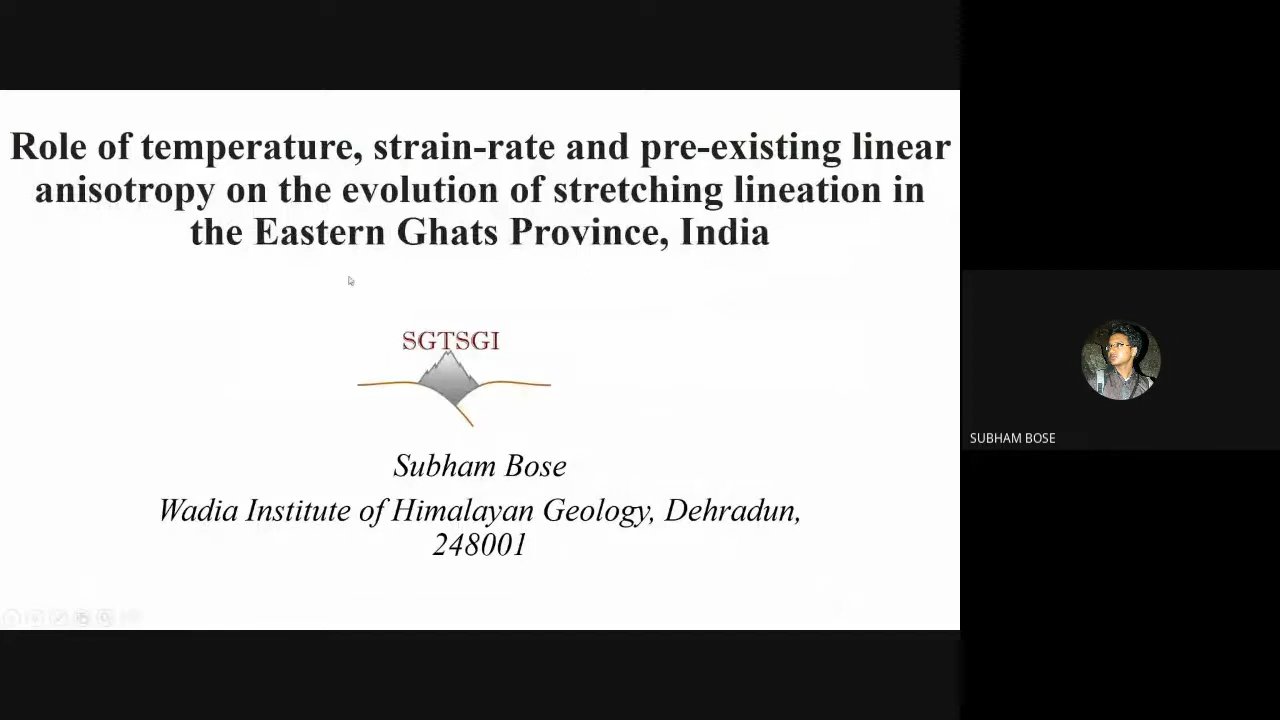 Role of temperature, strain-rate and pre-existing linear
anisotropy on the evolution of stretching lineation in
the Eastern Ghats Province, India
SGTSGI
Subham Bose
Wadia Institute of Himalayan Geology, Dehradun,
248001
SUBHAM BOSE